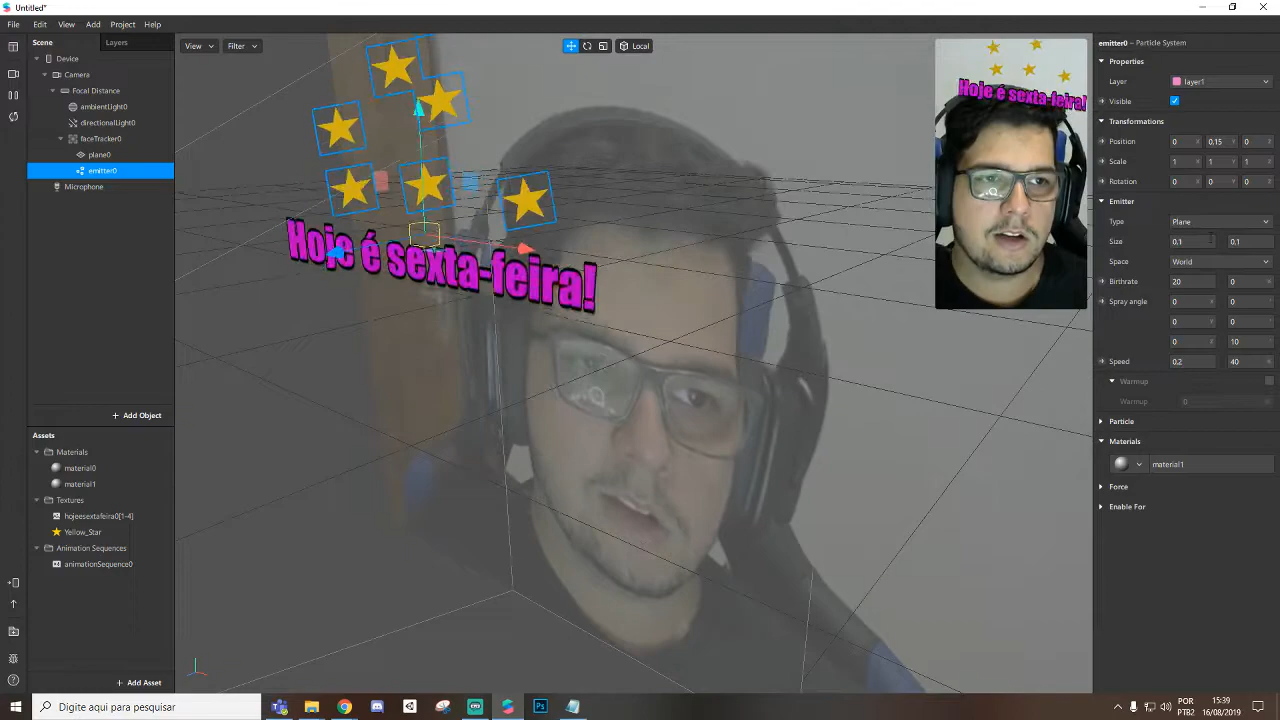 Untitled*
File Edit View Add Project Help
Scene Layers
Device
Camera
Focal Distance
ambientLight0
directionalLight0
faceTracker0
plane0
emitter0
Microphone
Add Object
Assets
Materials
material0
material1
Textures
hojeesextafeira0[1-4]
Yellow_Star
Animation Sequences
animationSequence0
Add Asset
View Filter Local
Hoje é sexta-feira!
Hoje é sexta-feira!
emitter0 – Particle System
Properties
Layer layer1
Visible
Transformations
Position 0 0,15 0
Scale 1 1 1
Rotation 0 0 0
Emitter
Type Plane
Size 0,1 0,1
Space World
Birthrate 20 0 %
Spray angle 0 0
0 0
0 10
Speed 0,2 40 %
Warmup
Warmup 0
Particle
Materials
material1
Force
Enable For
Digite aqui para pesquisar
POR
PTB2
15:39
16/08/2019